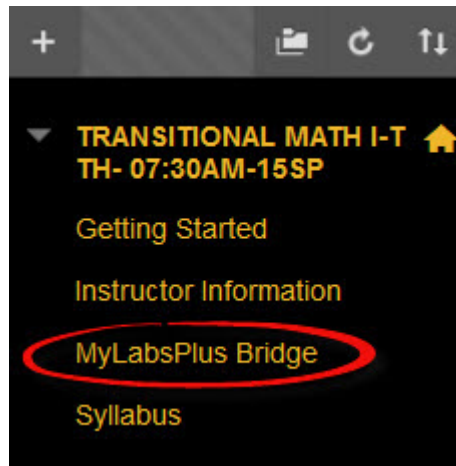 TRANSITIONAL MATH I-T
TH- 07:30AM-15SP
Getting Started
Instructor Information
MyLabsPlus Bridge
Syllabus